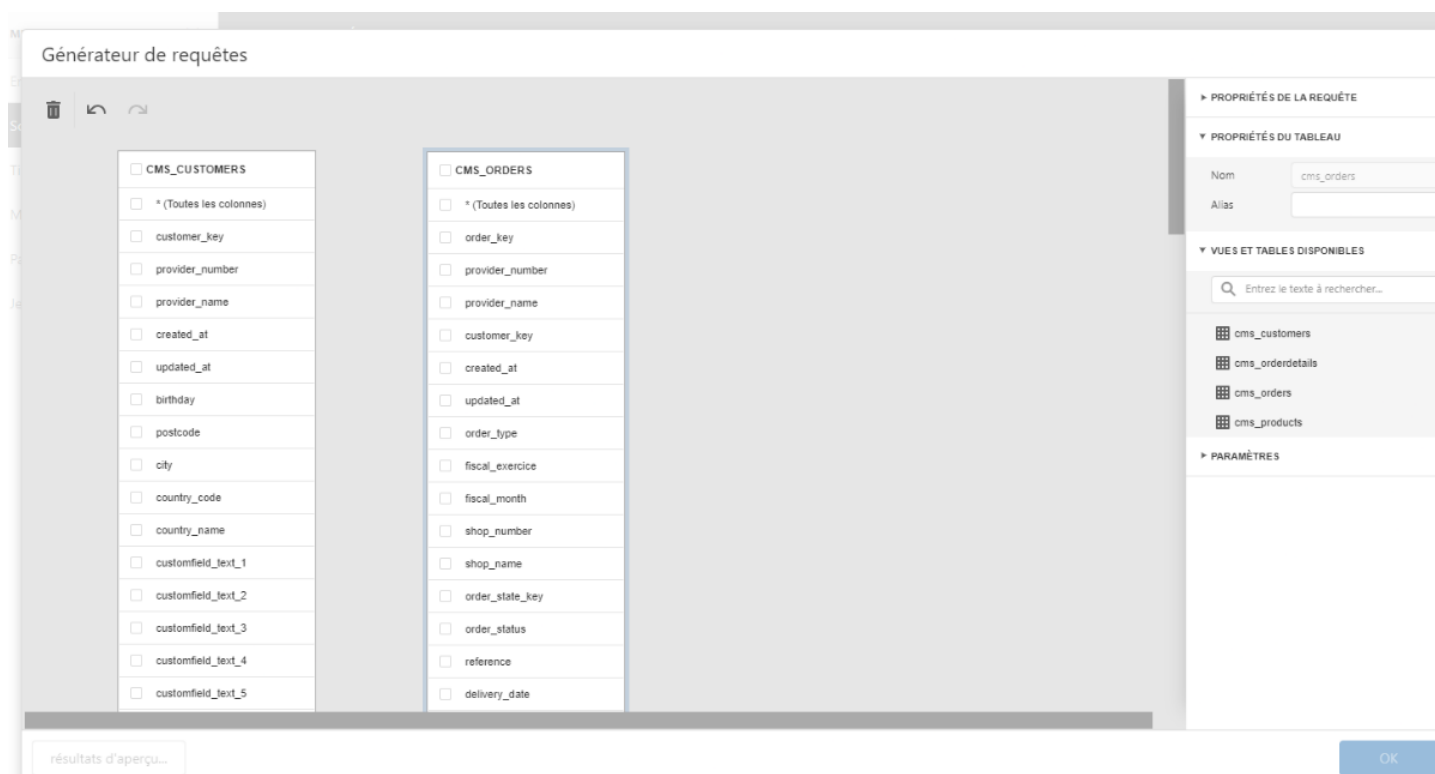 Générateur de requêtes
CMS_CUSTOMERS
* (Toutes les colonnes)
customer_key
provider_number
provider_name
created_at
updated_at
birthday
postcode
city
country_code
country_name
customfield_text_1
customfield_text_2
customfield_text_3
customfield_text_4
customfield_text_5
CMS_ORDERS
* (Toutes les colonnes)
order_key
provider_number
provider_name
customer_key
created_at
updated_at
order_type
fiscal_exercice
fiscal_month
shop_number
shop_name
order_state_key
order_status
reference
delivery_date
PROPRIÉTÉS DE LA REQUÊTE
PROPRIÉTÉS DU TABLEAU
Nom cms_orders
Alias
VUES ET TABLES DISPONIBLES
Entrez le texte à rechercher...
cms_customers
cms_orderdetails
cms_orders
cms_products
PARAMÈTRES
résultats d'aperçu...
OK